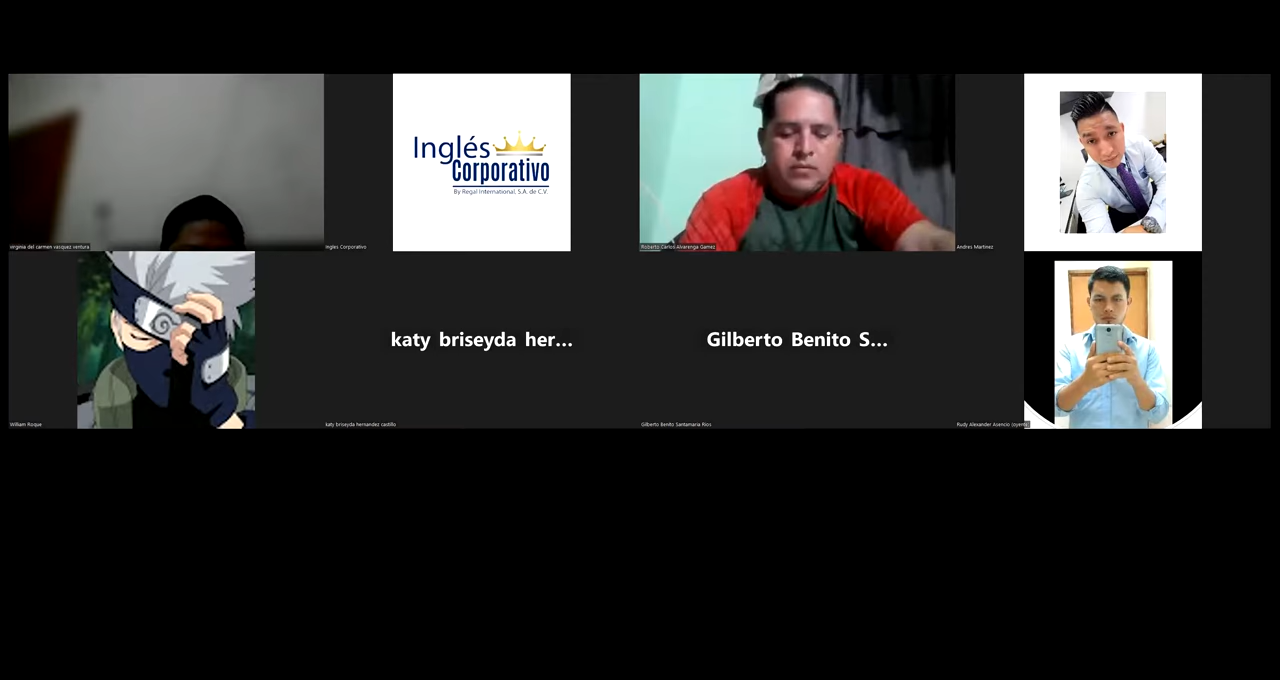 Inglés
Corporativo
By Regal International, S.A. de C.V.
virginia del carmen vasquez ventura
Ingles Corporativo
Roberto Carlos Alvarenga Gamez
Andres Martinez
katy briseyda her...
Gilberto Benito S...
William Roque
katy briseyda hernandez castillo
Gilberto Benito Santamaria Rios
Rudy Alexander Asencio (oyente)